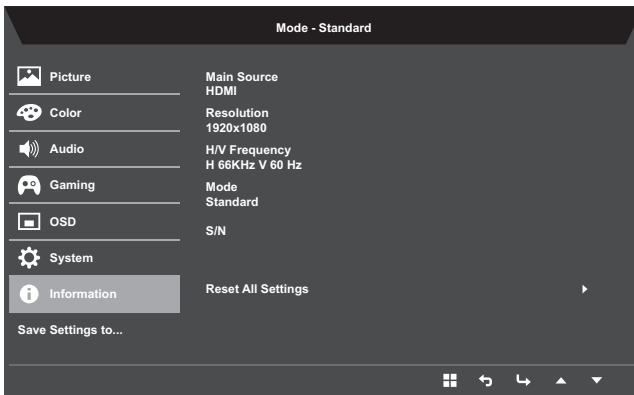 Mode - Standard
Picture
Color
Audio
Gaming
OSD
System
Information
Save Settings to...
Main Source
HDMI
Resolution
1920x1080
H/V Frequency
H 66KHz V 60 Hz
Mode
Standard
S/N
Reset All Settings